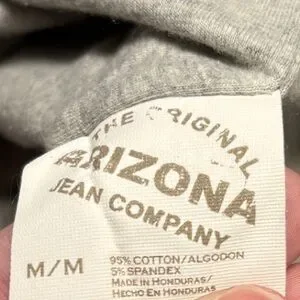 THE ORIGINAL
ARIZONA
JEAN COMPANY
M/M
95% COTTON/ALGODON
5% SPANDEX
MADE IN HONDURAS/
HECHO EN HONDURAS